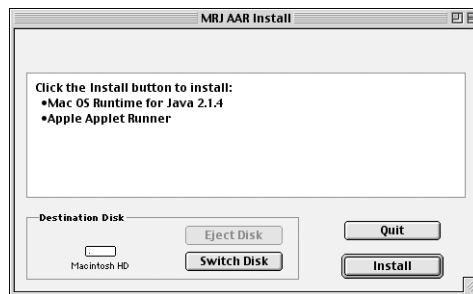 MRJ AAR Install
Click the Install button to install:
•Mac OS Runtime for Java 2.1.4
•Apple Applet Runner
Destination Disk
Eject Disk
Quit
Macintosh HD
Switch Disk
Install